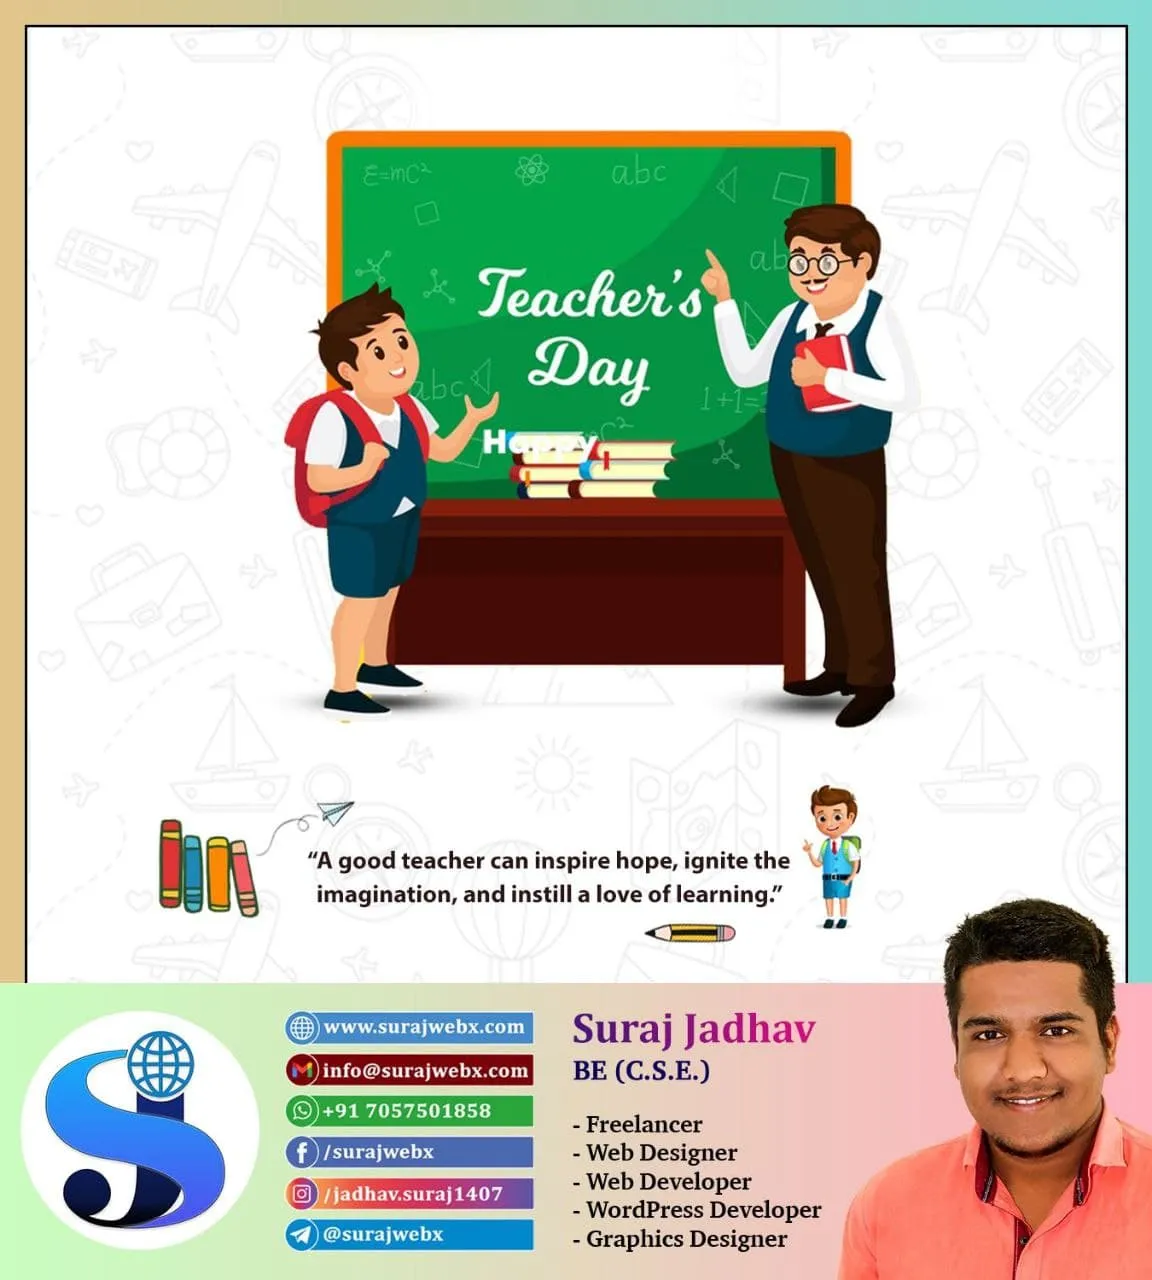 E=mC²
abc
ab
Teacher's
Day
abc
1+1=
Happy
“A good teacher can inspire hope, ignite the
imagination, and instill a love of learning.”
www.surajwebx.com
info@surajwebx.com
+91 7057501858
/surajwebx
/jadhav.suraj1407
@surajwebx
Suraj Jadhav
BE (C.S.E.)
- Freelancer
- Web Designer
- Web Developer
- WordPress Developer
- Graphics Designer